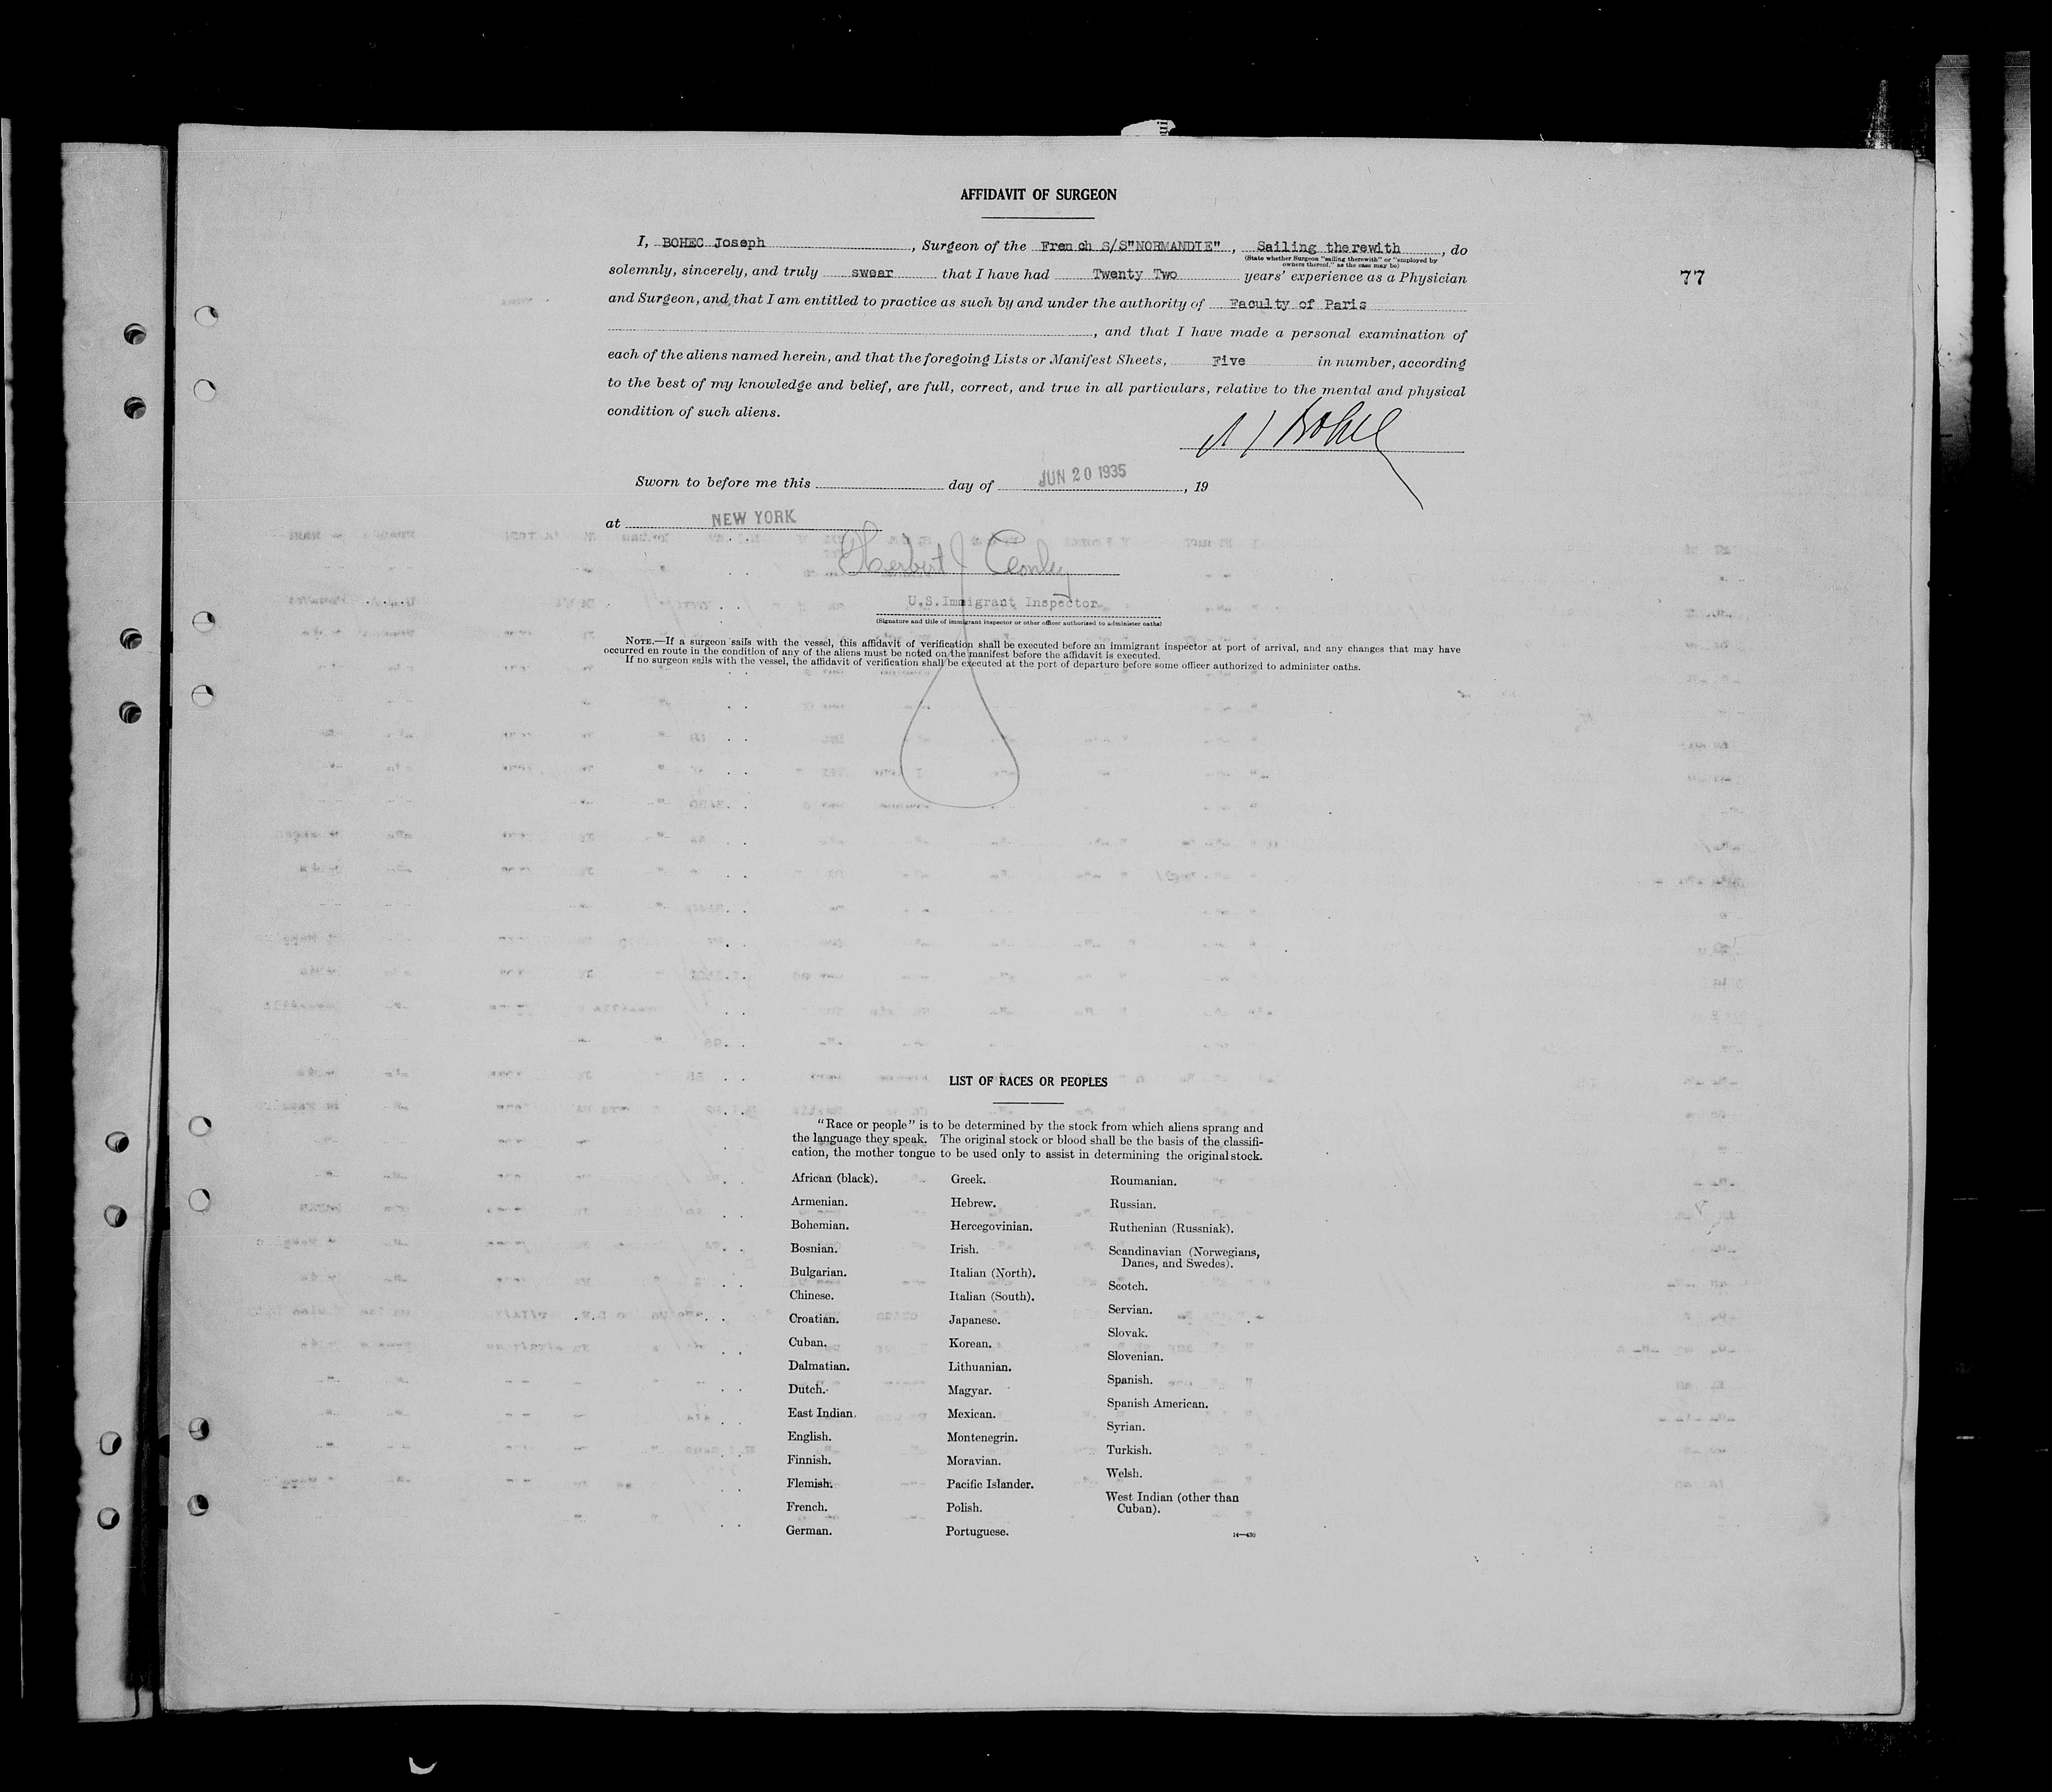 AFFIDAVIT OF SURGEON
I, BOHEC Joseph, Surgeon of the French S/S"NORMANDIE", Sailing therewith, do
(State whether Surgeon "sailing therewith" or "employed by
owners thereof," as the case may be)
solemnly, sincerely, and truly swear that I have had Twenty Two years' experience as a Physician
77
and Surgeon, and that I am entitled to practice as such by and under the authority of Faculty of Paris
, and that I have made a personal examination of
each of the aliens named herein, and that the foregoing Lists or Manifest Sheets, Five in number, according
to the best of my knowledge and belief, are full, correct, and true in all particulars, relative to the mental and physical
condition of such aliens.
Bohec
Sworn to before me this day of JUN 20 1935, 19
at NEW YORK
Herbert J Conley
U.S.Immigrant Inspector
(Signature and title of immigrant inspector or other officer authorized to administer oaths)
NOTE.—If a surgeon sails with the vessel, this affidavit of verification shall be executed before an immigrant inspector at port of arrival, and any changes that may have
occurred en route in the condition of any of the aliens must be noted on the manifest before the affidavit is executed.
If no surgeon sails with the vessel, the affidavit of verification shall be executed at the port of departure before some officer authorized to administer oaths.
LIST OF RACES OR PEOPLES
"Race or people" is to be determined by the stock from which aliens sprang and
the language they speak. The original stock or blood shall be the basis of the classifi-
cation, the mother tongue to be used only to assist in determining the original stock.
African (black).
Armenian.
Bohemian.
Bosnian.
Bulgarian.
Chinese.
Croatian.
Cuban.
Dalmatian.
Dutch.
East Indian.
English.
Finnish.
Flemish.
French.
German.
Greek.
Hebrew.
Hercegovinian.
Irish.
Italian (North).
Italian (South).
Japanese.
Korean.
Lithuanian.
Magyar.
Mexican.
Montenegrin.
Moravian.
Pacific Islander.
Polish.
Portuguese.
Roumanian.
Russian.
Ruthenian (Russniak).
Scandinavian (Norwegians,
Danes, and Swedes).
Scotch.
Servian.
Slovak.
Slovenian.
Spanish.
Spanish American.
Syrian.
Turkish.
Welsh.
West Indian (other than
Cuban).
14—430